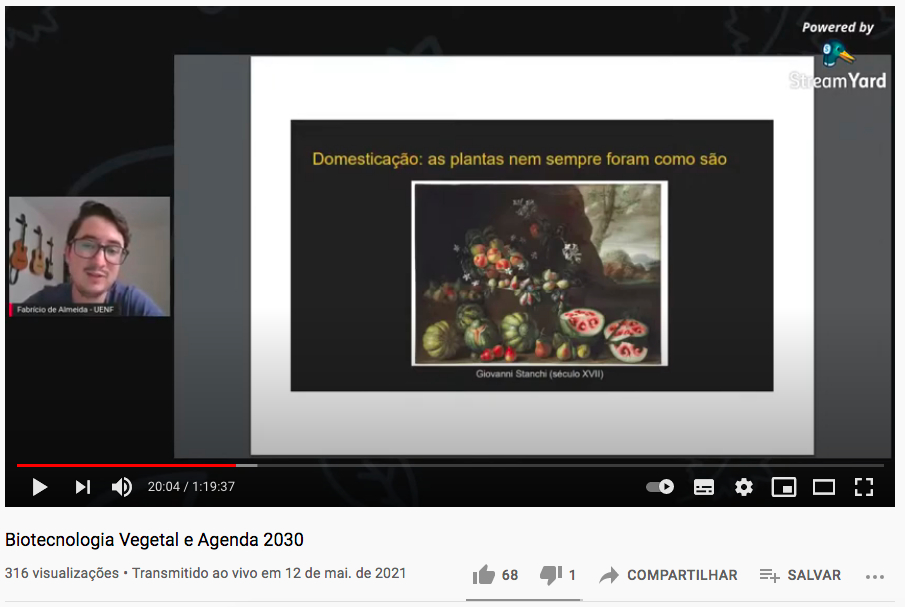 Powered by
StreamYard
Domesticação: as plantas nem sempre foram como são
Giovanni Stanchi (século XVII)
Fabrício de Almeida - UENF
20:04 / 1:19:37
Biotecnologia Vegetal e Agenda 2030
316 visualizações • Transmitido ao vivo em 12 de mai. de 2021
68
1
COMPARTILHAR
SALVAR